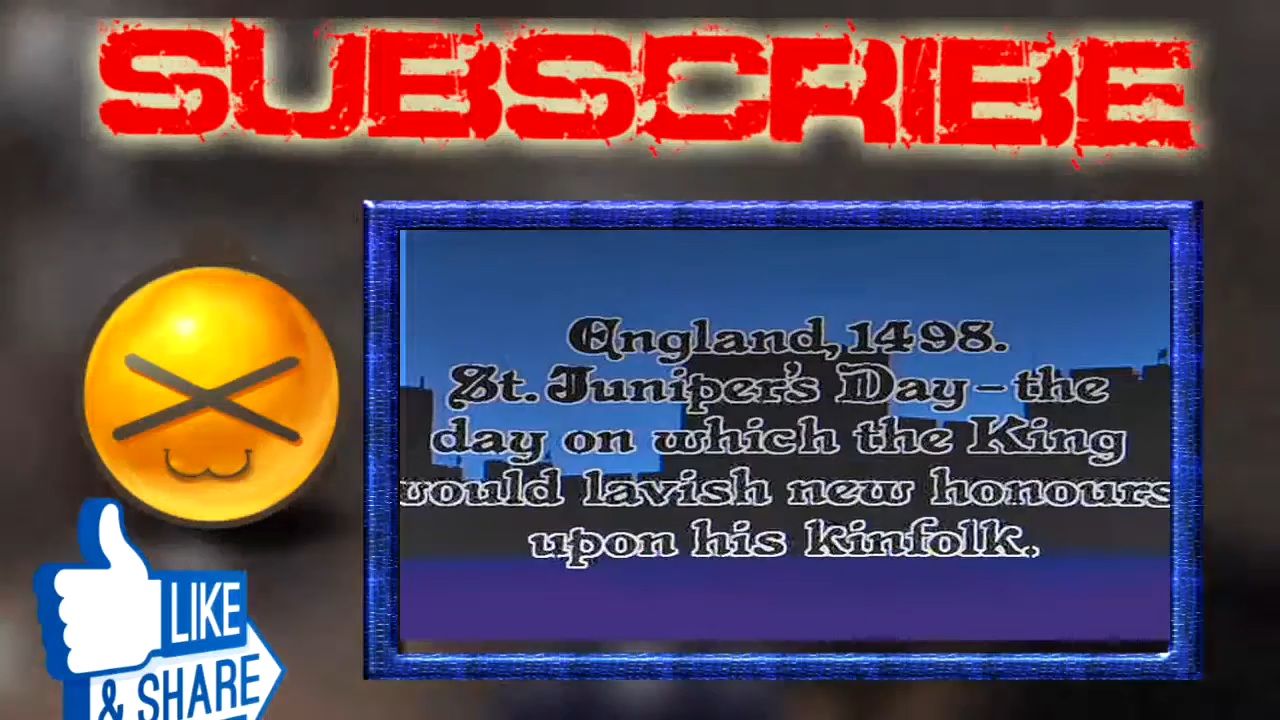 SUBSCRIBE
England, 1498.
St. Juniper's Day – the
day on which the King
would lavish new honours
upon his kinfolk.
LIKE
& SHARE